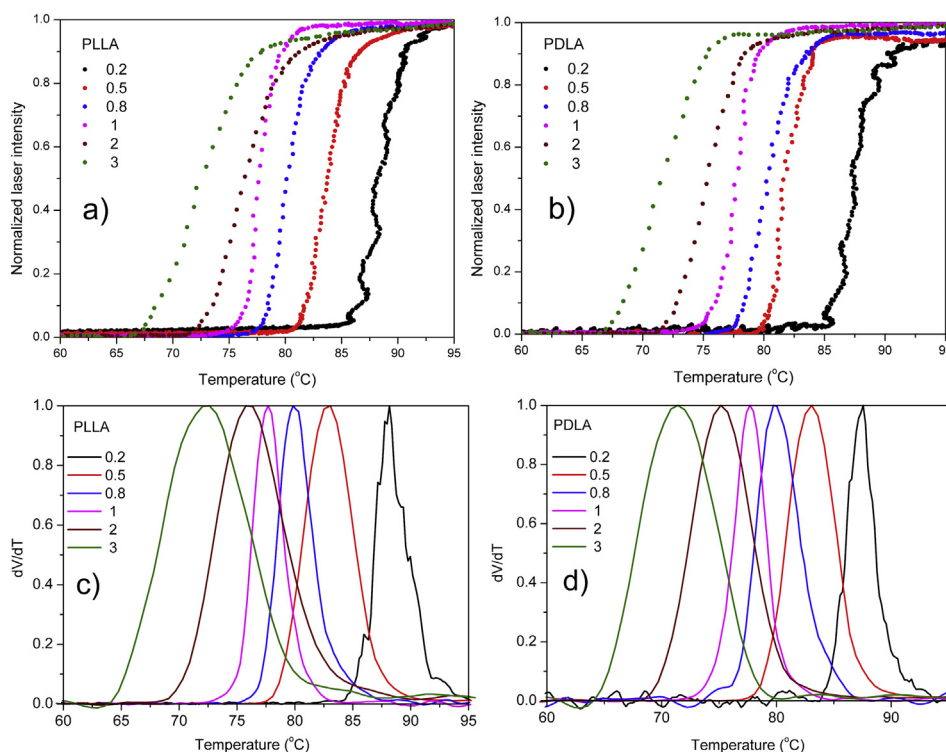 1.0
0.8
0.6
0.4
0.2
0.0
Normalized laser intensity
PLLA
0.2
0.5
0.8
1
2
3
a)
60 65 70 75 80 85 90 95
Temperature (°C)
1.0
0.8
0.6
0.4
0.2
0.0
Normalized laser intensity
PDLA
0.2
0.5
0.8
1
2
3
b)
60 65 70 75 80 85 90 95
Temperature (°C)
1.0
0.8
0.6
0.4
0.2
0.0
dV/dT
PLLA
0.2
0.5
0.8
1
2
3
c)
60 65 70 75 80 85 90 95
Temperature (°C)
1.0
0.8
0.6
0.4
0.2
0.0
dV/dT
PDLA
0.2
0.5
0.8
1
2
3
d)
60 70 80 90
Temperature (°C)